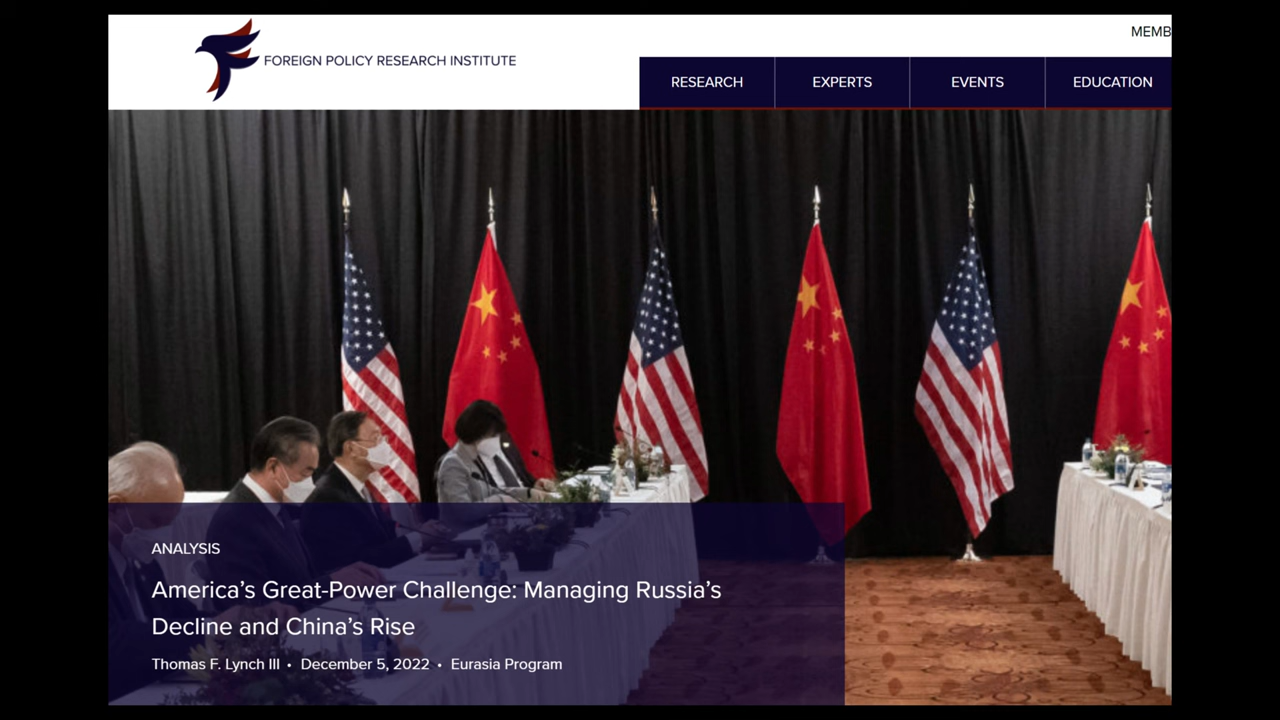 MEMB
FOREIGN POLICY RESEARCH INSTITUTE
RESEARCH
EXPERTS
EVENTS
EDUCATION
ANALYSIS
America’s Great-Power Challenge: Managing Russia’s
Decline and China’s Rise
Thomas F. Lynch III • December 5, 2022 • Eurasia Program